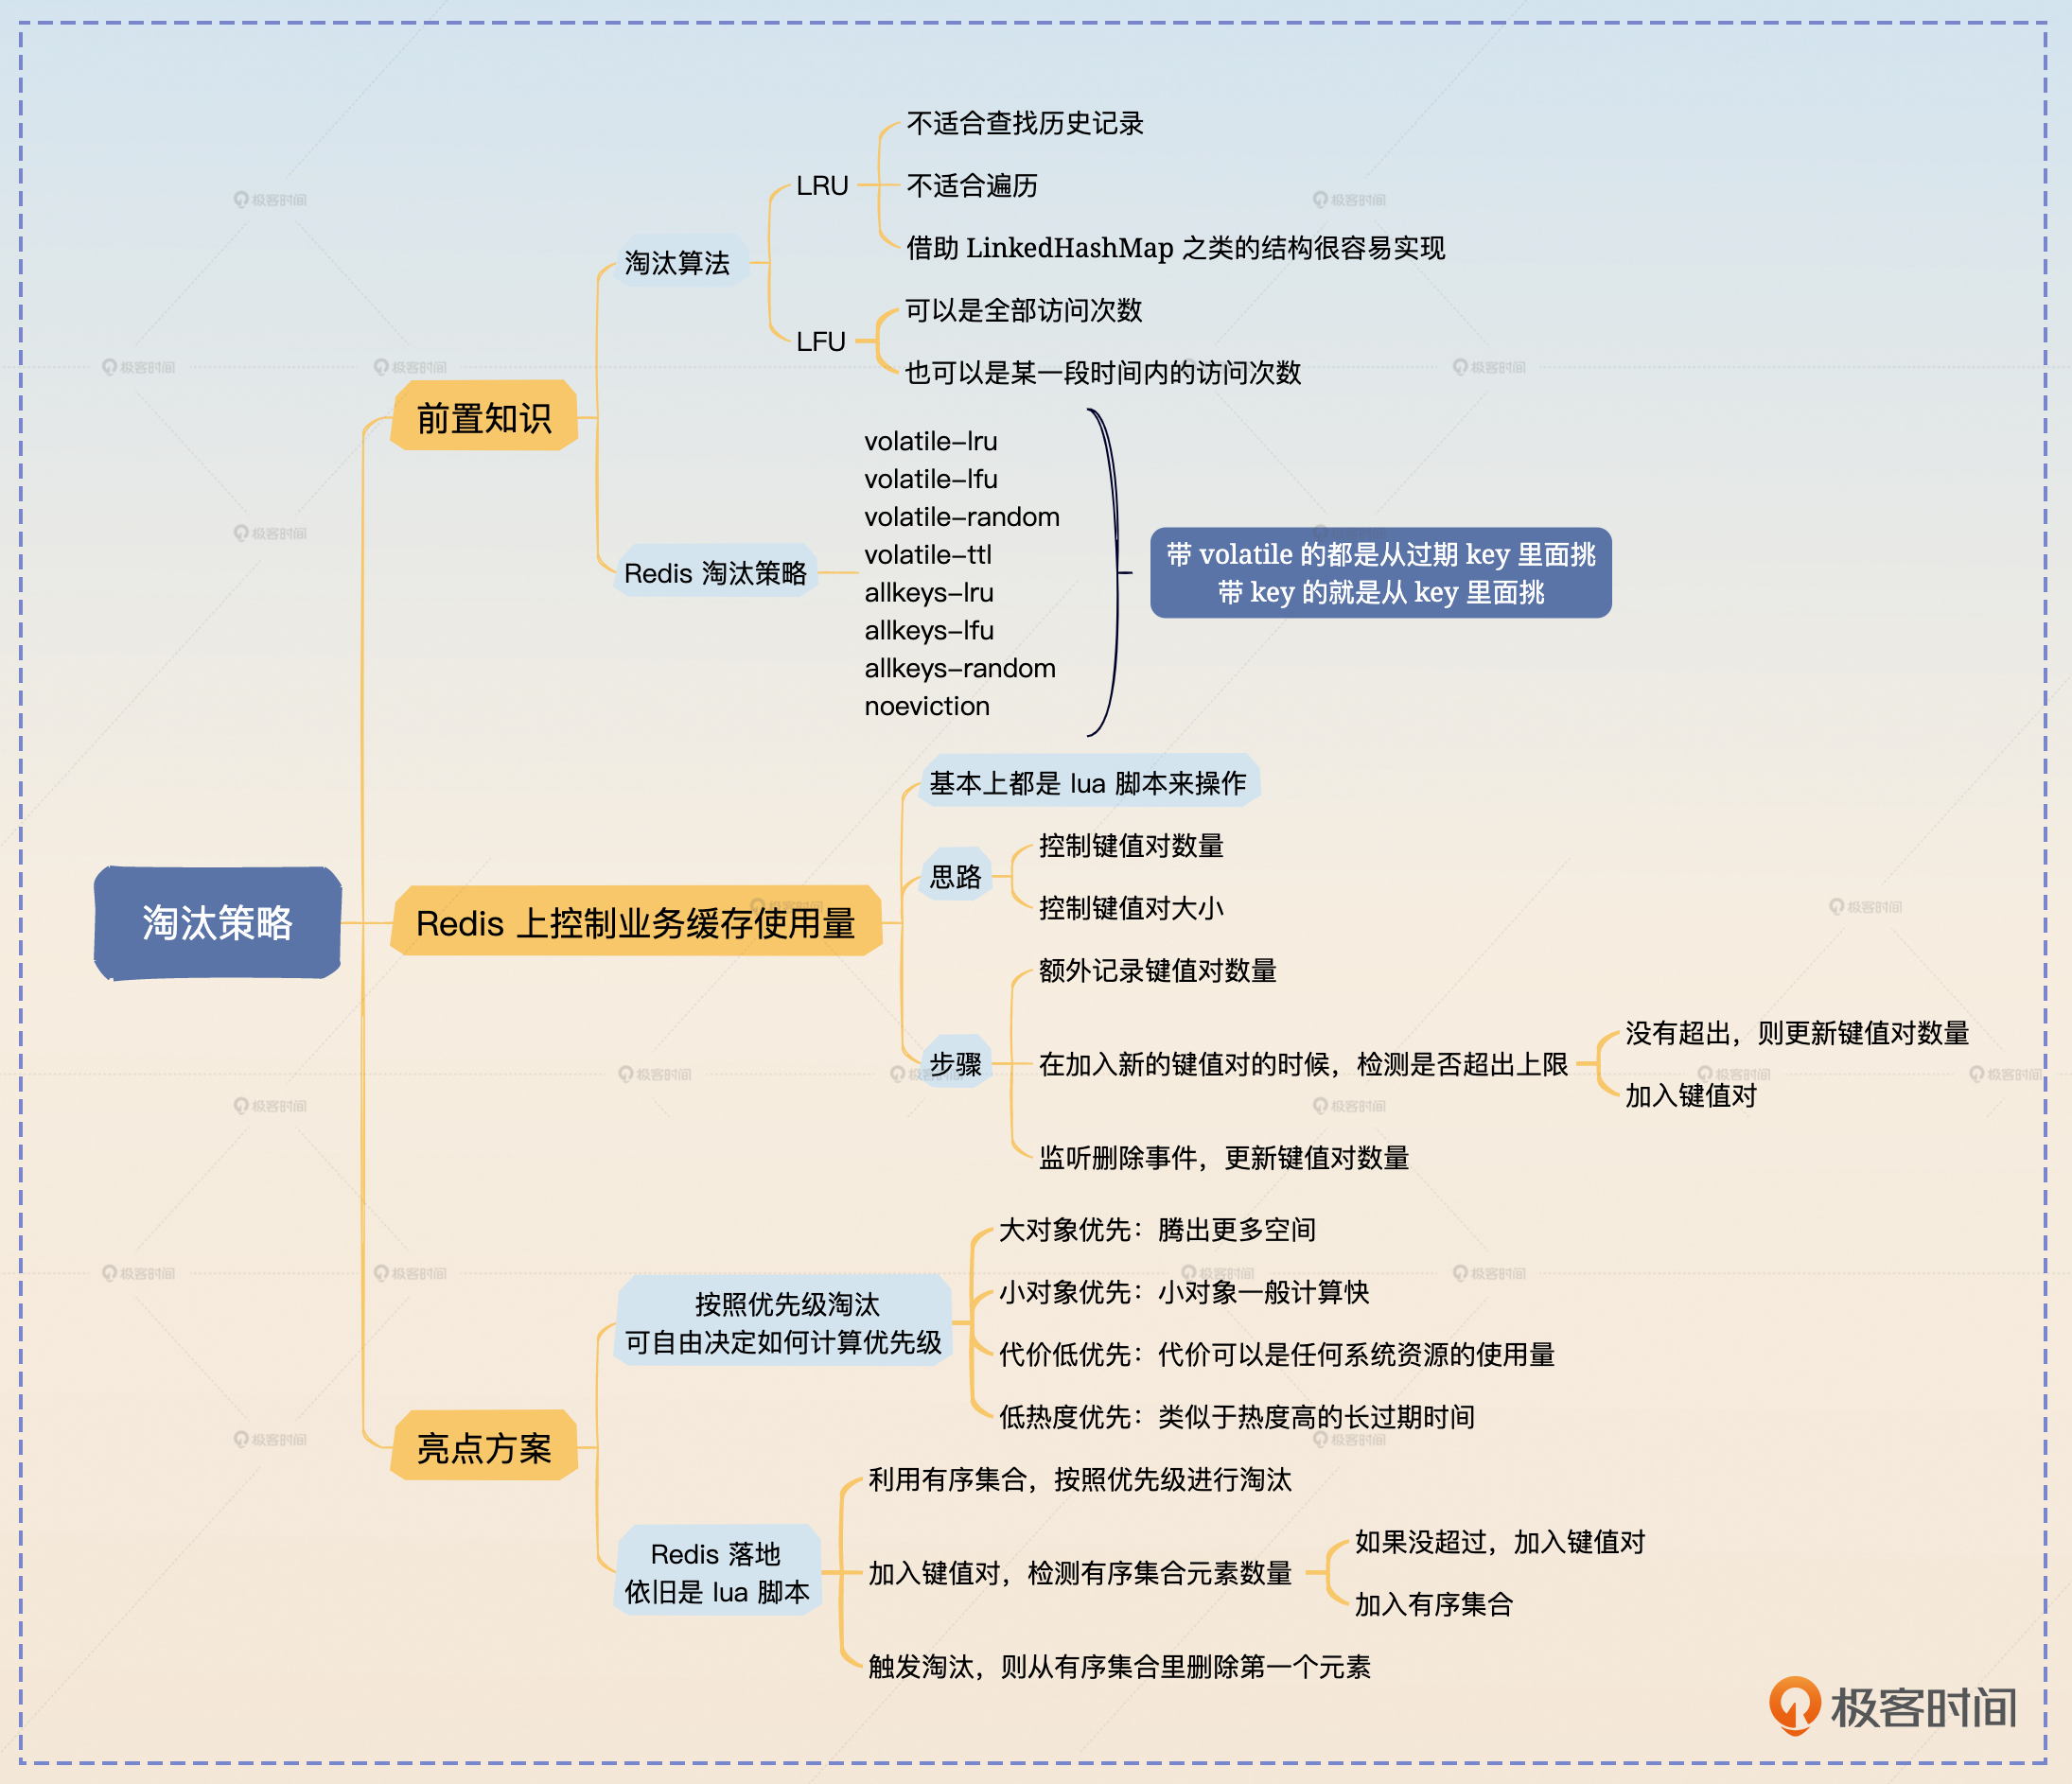 淘汰策略
前置知识
淘汰算法
LRU
不适合查找历史记录
不适合遍历
借助 LinkedHashMap 之类的结构很容易实现
LFU
可以是全部访问次数
也可以是某一段时间内的访问次数
Redis 淘汰策略
volatile-lru
volatile-lfu
volatile-random
volatile-ttl
allkeys-lru
allkeys-lfu
allkeys-random
noeviction
带 volatile 的都是从过期 key 里面挑
带 key 的就是从 key 里面挑
Redis 上控制业务缓存使用量
基本上都是 lua 脚本来操作
思路
控制键值对数量
控制键值对大小
步骤
额外记录键值对数量
在加入新的键值对的时候，检测是否超出上限
没有超出，则更新键值对数量
加入键值对
监听删除事件，更新键值对数量
亮点方案
按照优先级淘汰
可自由决定如何计算优先级
大对象优先：腾出更多空间
小对象优先：小对象一般计算快
代价低优先：代价可以是任何系统资源的使用量
低热度优先：类似于热度高的长过期时间
Redis 落地
依旧是 lua 脚本
利用有序集合，按照优先级进行淘汰
加入键值对，检测有序集合元素数量
如果没超过，加入键值对
加入有序集合
触发淘汰，则从有序集合里删除第一个元素
极客时间